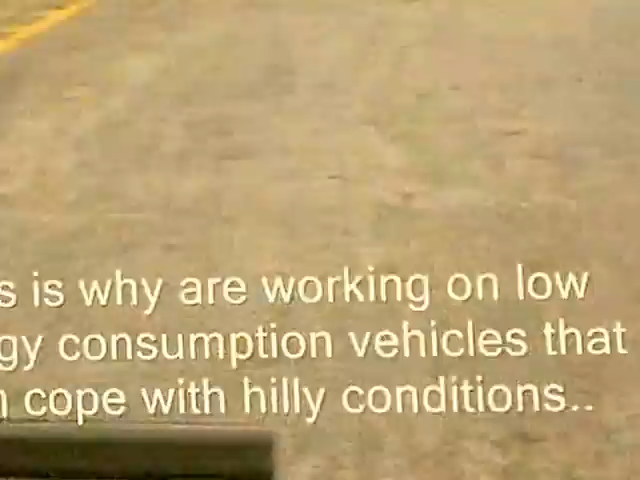 s is why are working on low
gy consumption vehicles that
n cope with hilly conditions..